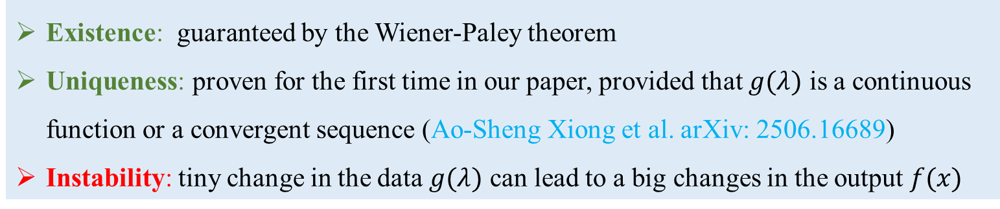 ➢ Existence: guaranteed by the Wiener-Paley theorem
➢ Uniqueness: proven for the first time in our paper, provided that 𝑔(𝜆) is a continuous
function or a convergent sequence (Ao-Sheng Xiong et al. arXiv: 2506.16689)
➢ Instability: tiny change in the data 𝑔(𝜆) can lead to a big changes in the output 𝑓(𝑥)